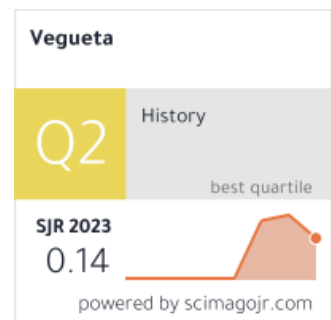 Vegueta
Q2
History
best quartile
SJR 2023
0.14
powered by scimagojr.com